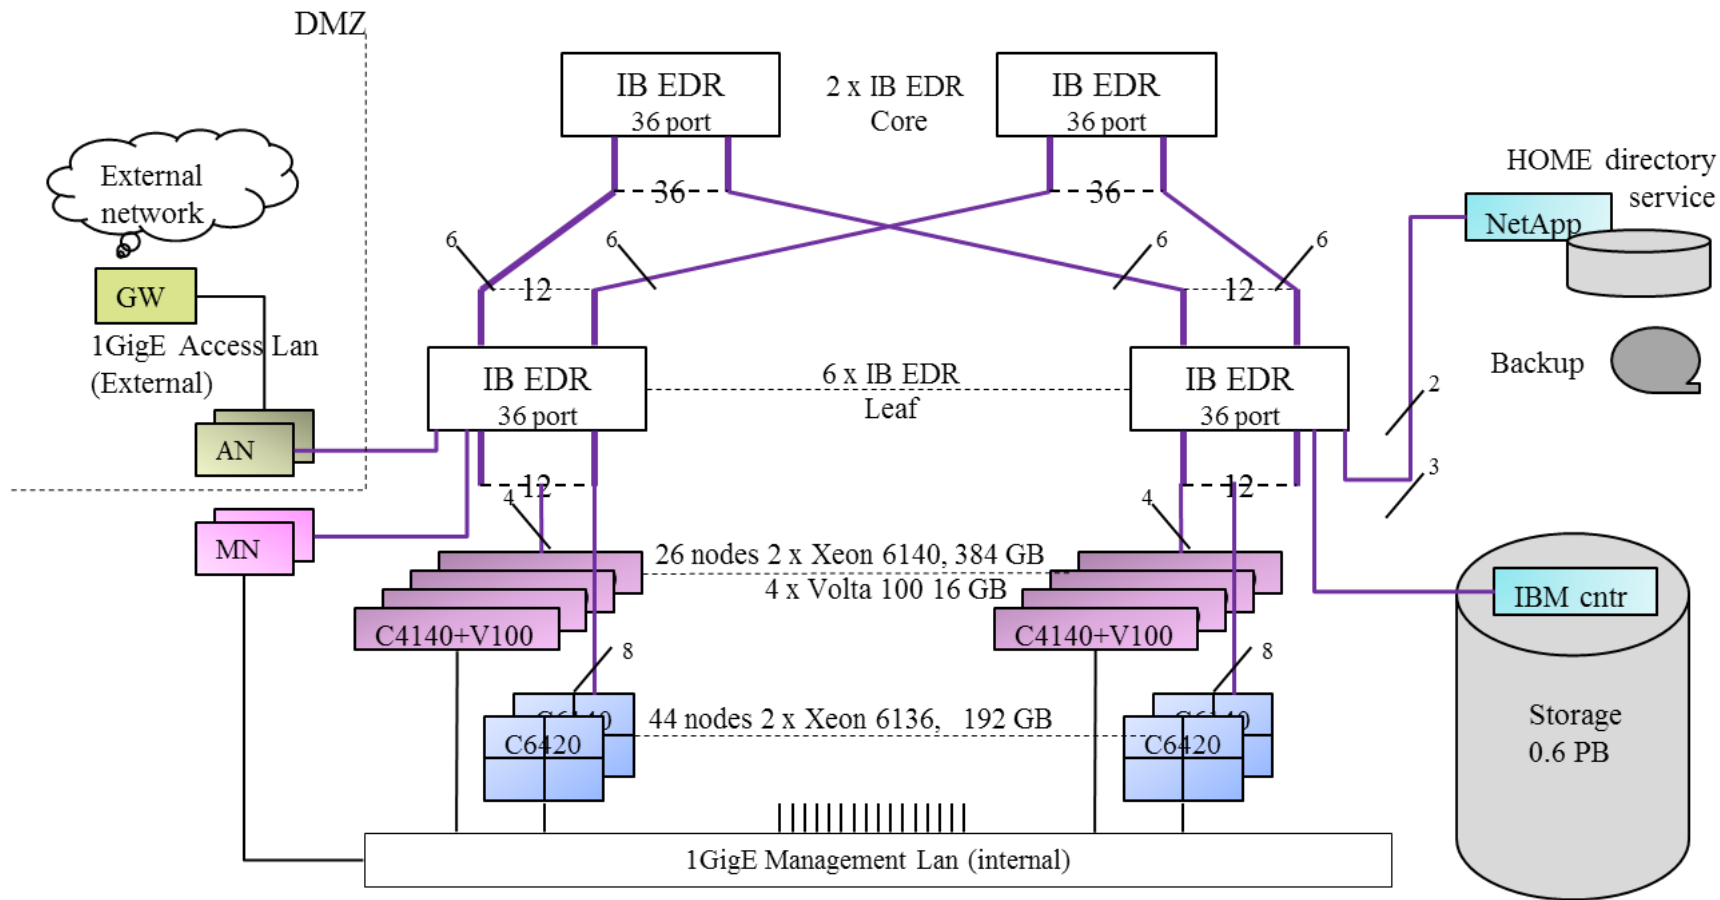 DMZ
IB EDR
36 port
2 x IB EDR
Core
IB EDR
36 port
External
network
36
36
HOME directory
service
NetApp
6
6
6
6
12
12
GW
1GigE Access Lan
(External)
IB EDR
36 port
6 x IB EDR
Leaf
IB EDR
36 port
Backup
2
AN
3
12
12
4
4
MN
26 nodes 2 x Xeon 6140, 384 GB
4 x Volta 100 16 GB
IBM cntr
C4140+V100
C4140+V100
8
8
44 nodes 2 x Xeon 6136, 192 GB
C6420
C6420
Storage
0.6 PB
1GigE Management Lan (internal)